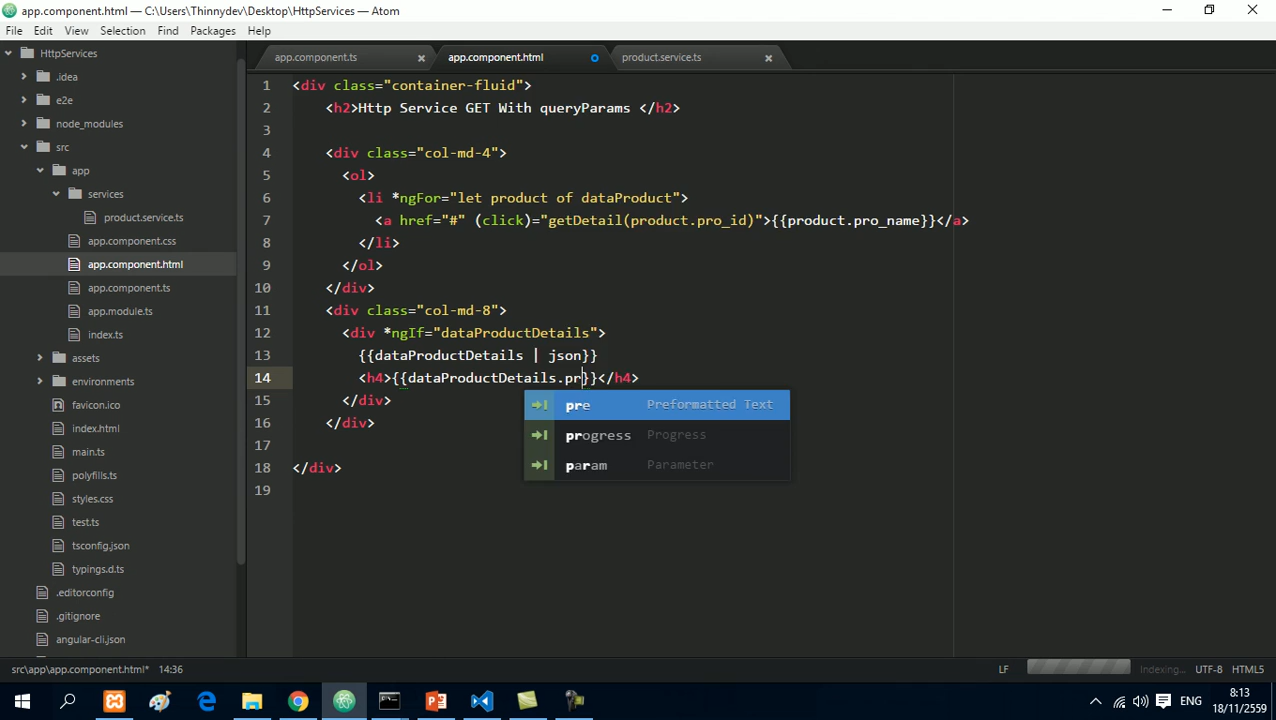 app.component.html — C:\Users\Thinnydev\Desktop\HttpServices — Atom
File Edit View Selection Find Packages Help
HttpServices
.idea
e2e
node_modules
src
app
services
product.service.ts
app.component.css
app.component.html
app.component.ts
app.module.ts
index.ts
assets
environments
favicon.ico
index.html
main.ts
polyfills.ts
styles.css
test.ts
tsconfig.json
typings.d.ts
.editorconfig
.gitignore
angular-cli.json
app.component.ts app.component.html product.service.ts
1 <div class="container-fluid">
2 <h2>Http Service GET With queryParams </h2>
3
4 <div class="col-md-4">
5 <ol>
6 <li *ngFor="let product of dataProduct">
7 <a href="#" (click)="getDetail(product.pro_id)">{{product.pro_name}}</a>
8 </li>
9 </ol>
10 </div>
11 <div class="col-md-8">
12 <div *ngIf="dataProductDetails">
13 {{dataProductDetails | json}}
14 <h4>{{dataProductDetails.pr}}</h4>
15 </div>
16 </div>
17
18 </div>
19
pre Preformatted Text
progress Progress
param Parameter
src\app\app.component.html* 14:36 LF Indexing... UTF-8 HTML5
ENG 8:13
18/11/2559